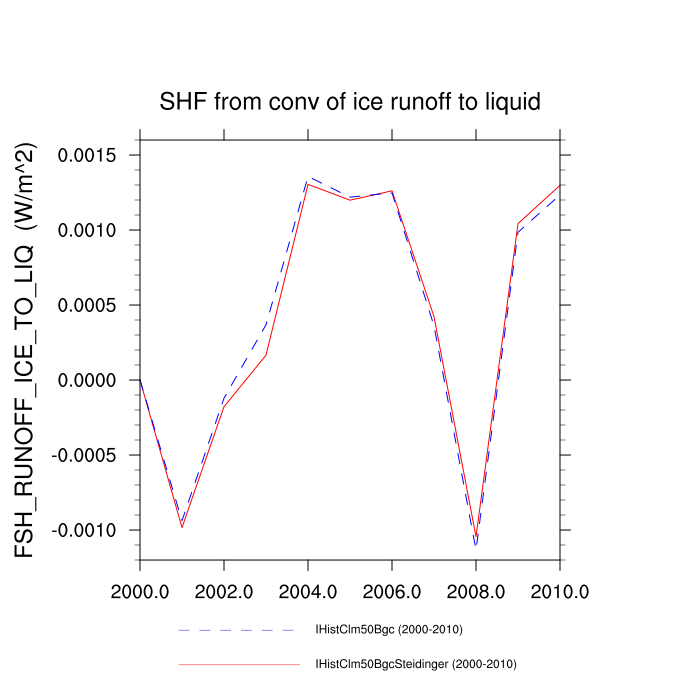 SHF from conv of ice runoff to liquid
FSH_RUNOFF_ICE_TO_LIQ (W/m^2)
0.0015
0.0010
0.0005
0.0000
-0.0005
-0.0010
2000.0 2002.0 2004.0 2006.0 2008.0 2010.0
IHistClm50Bgc (2000-2010)
IHistClm50BgcSteidinger (2000-2010)